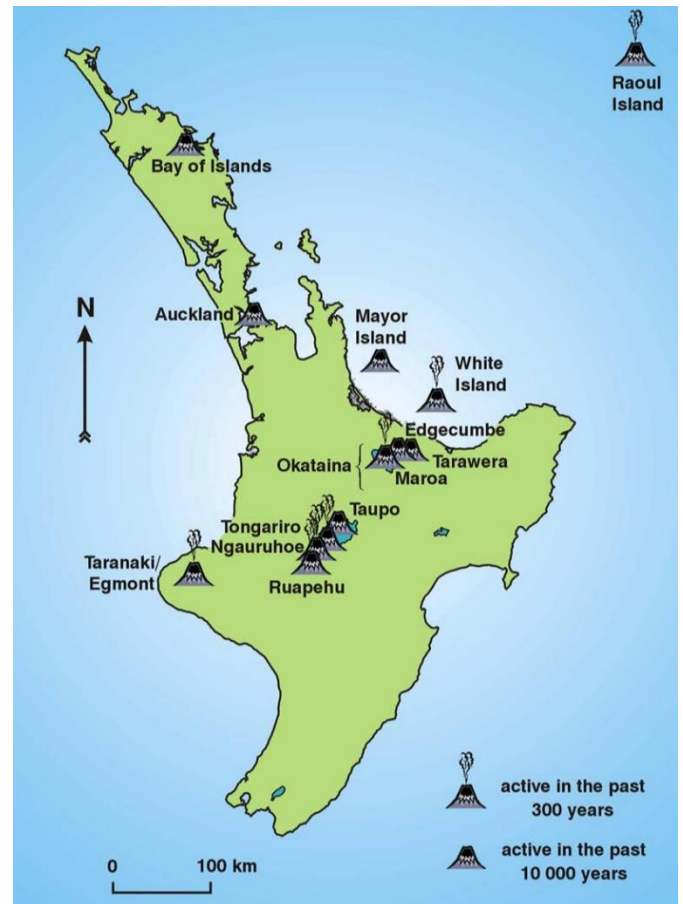 Raoul
Island
Bay of Islands
N
Auckland
Mayor
Island
White
Island
Edgecumbe
Okataina
Tarawera
Maroa
Taupo
Tongariro
Ngauruhoe
Taranaki/
Egmont
Ruapehu
active in the past
300 years
active in the past
10 000 years
0 100 km